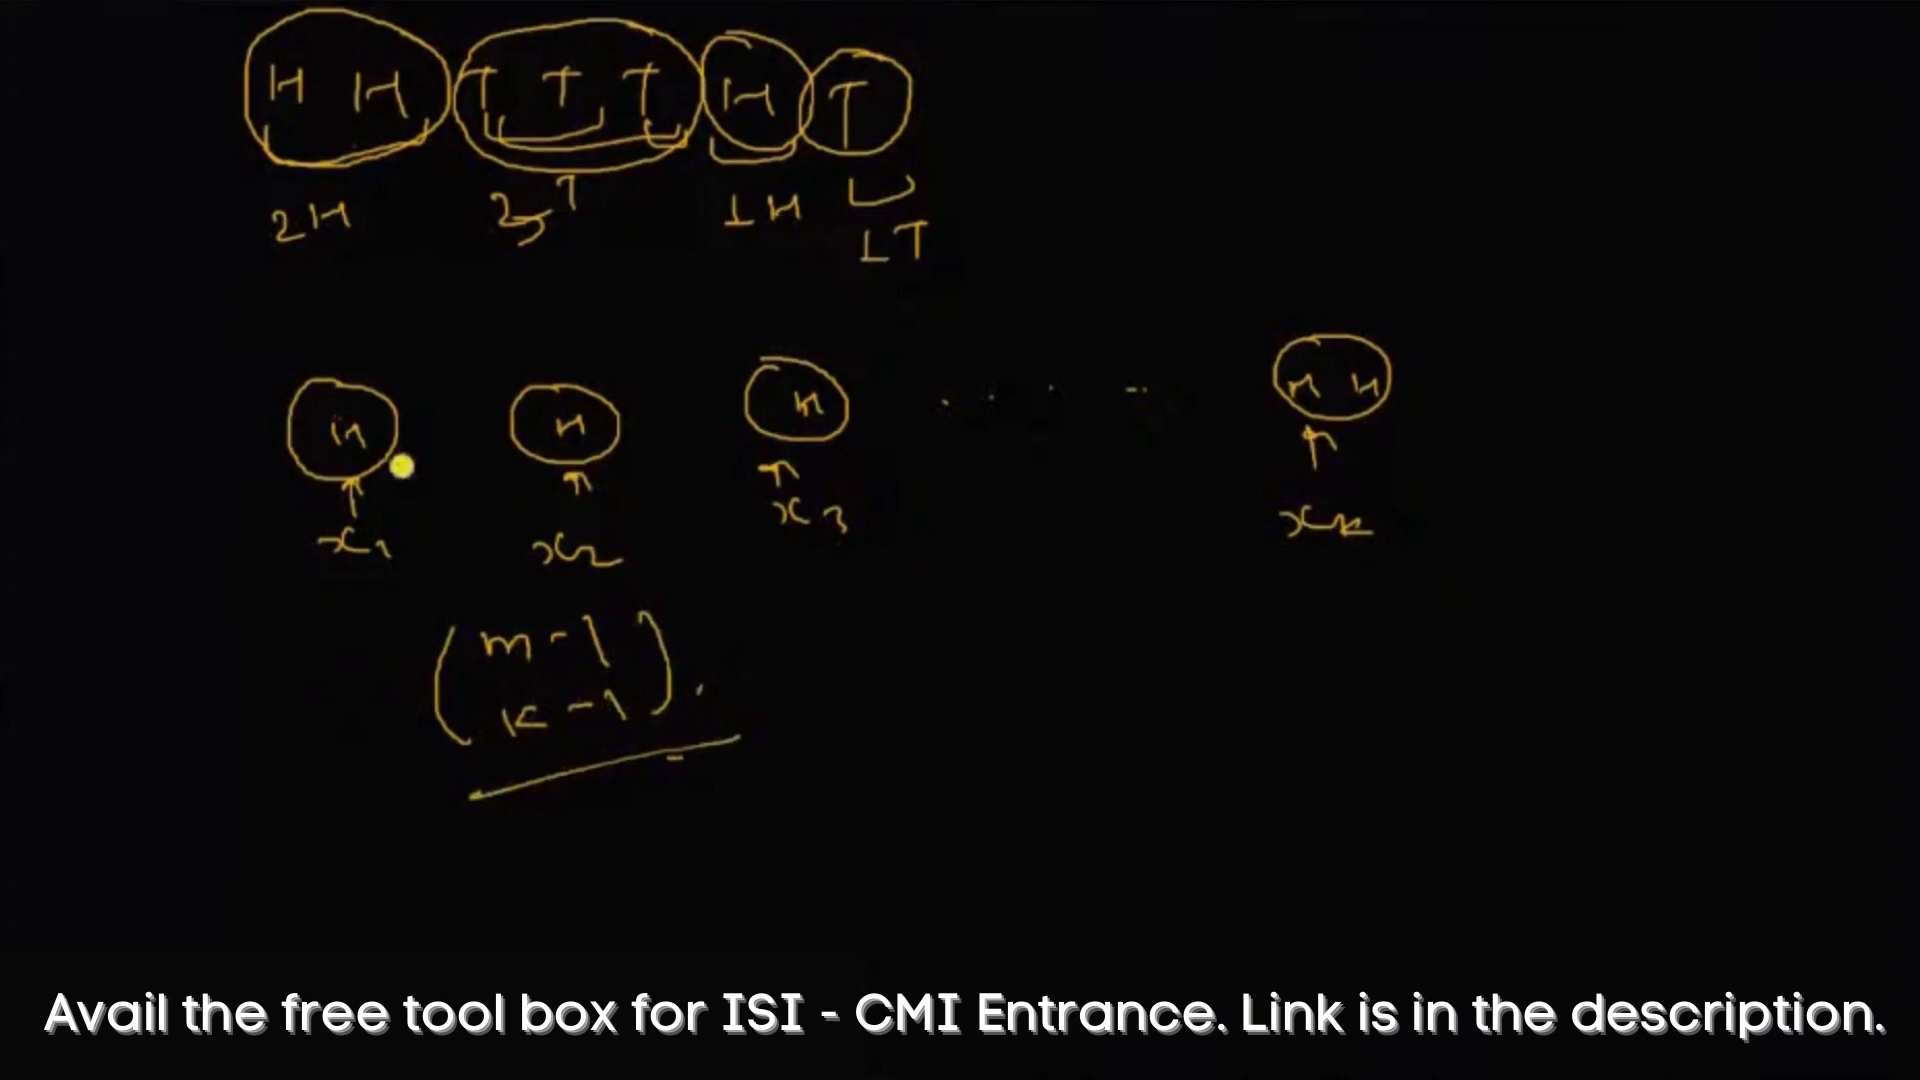 H H T T T H T
2H T 1H 1T
H H H ..... H H
x1 x2 x3 xk
(m-1
k-1).
Avail the free tool box for ISI - CMI Entrance. Link is in the description.